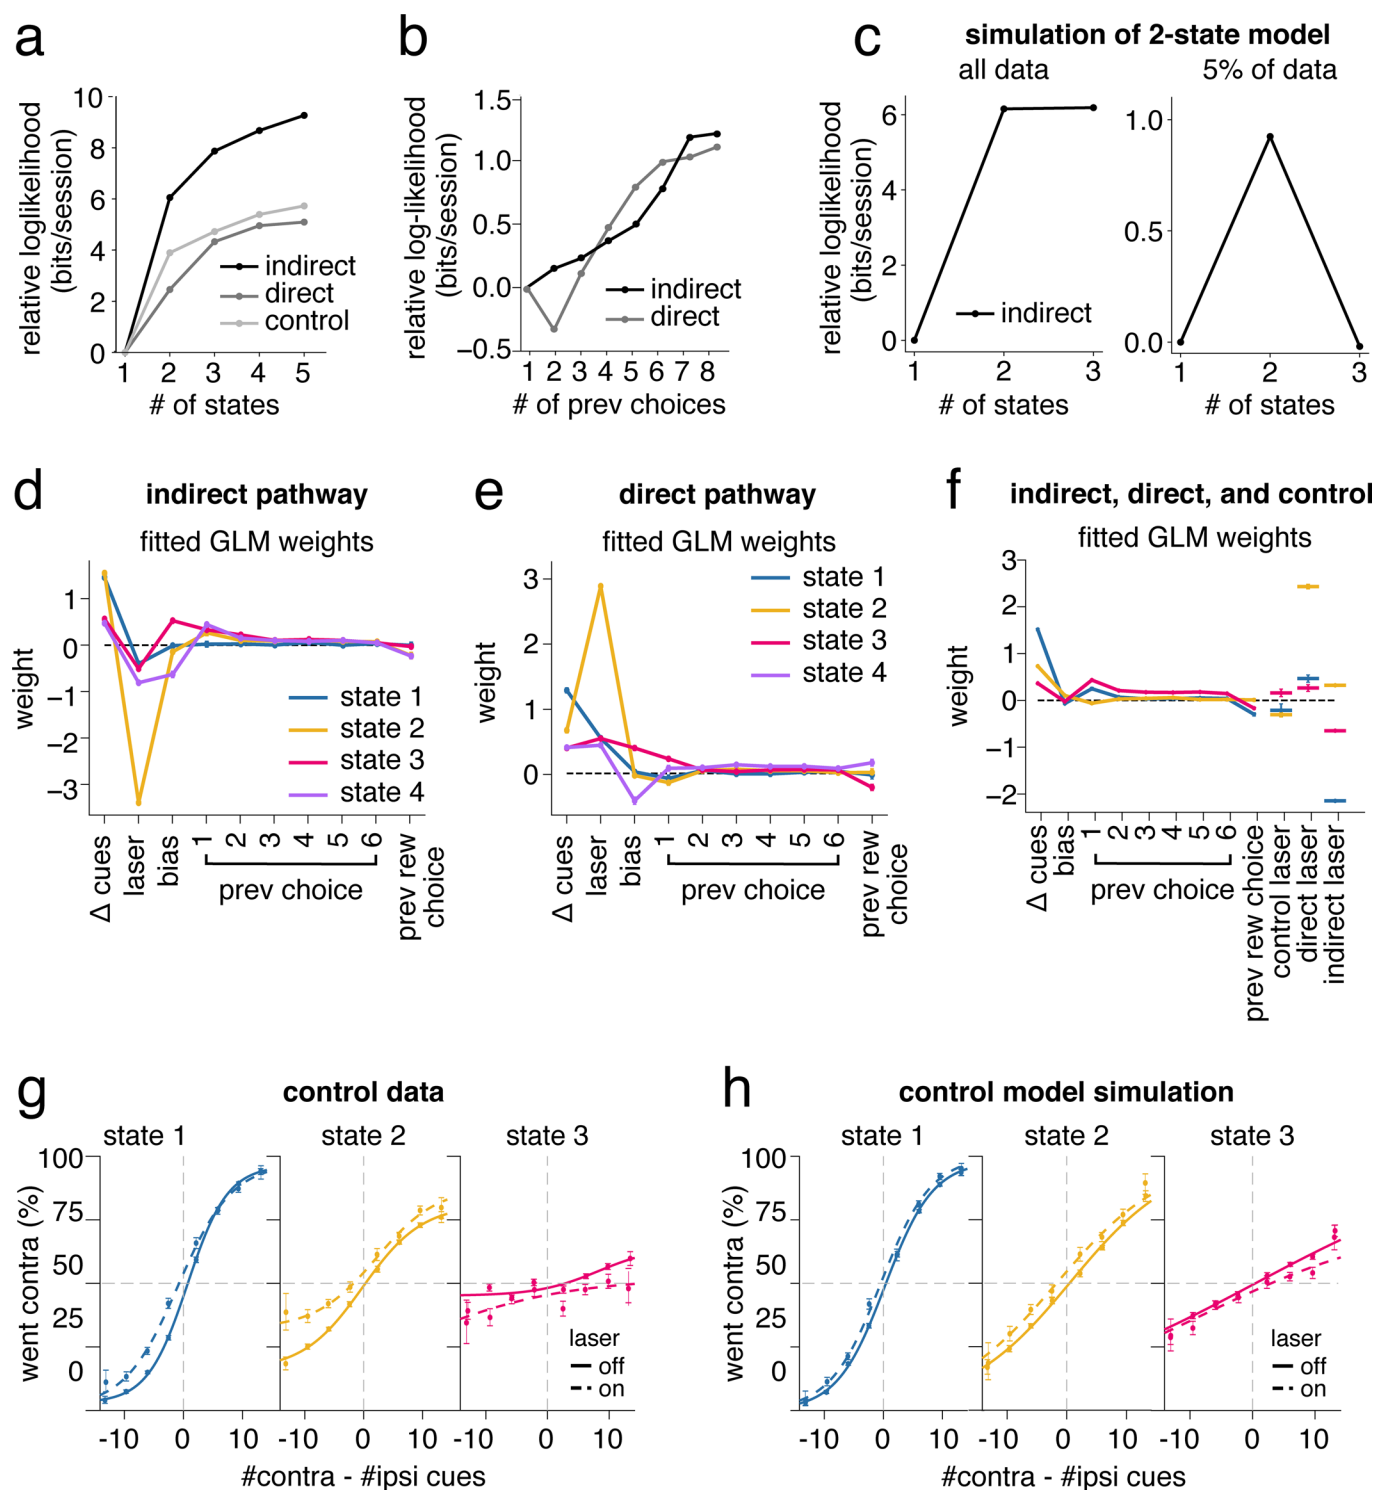 a
relative loglikelihood
(bits/session)
10
8
6
4
2
0
indirect
direct
control
1 2 3 4 5
# of states
b
relative log-likelihood
(bits/session)
1.5
1.0
0.5
0.0
−0.5
indirect
direct
1 2 3 4 5 6 7 8
# of prev choices
c
simulation of 2-state model
all data
relative loglikelihood
(bits/session)
6
4
2
0
indirect
1 2 3
# of states
5% of data
1.0
0.5
0.0
1 2 3
# of states
d
indirect pathway
fitted GLM weights
weight
1
0
−1
−2
−3
state 1
state 2
state 3
state 4
Δ cues
laser
bias
1 2 3 4 5 6
prev choice
prev rew
choice
e
direct pathway
fitted GLM weights
weight
3
2
1
0
state 1
state 2
state 3
state 4
Δ cues
laser
bias
1 2 3 4 5 6
prev choice
prev rew
choice
f
indirect, direct, and control
fitted GLM weights
weight
3
2
1
0
−1
−2
Δ cues
bias
1 2 3 4 5 6
prev choice
prev rew choice
control laser
direct laser
indirect laser
g
control data
state 1 state 2 state 3
went contra (%)
100
75
50
25
0
laser
off
on
-10 0 10 -10 0 10 -10 0 10
#contra - #ipsi cues
h
control model simulation
state 1 state 2 state 3
went contra (%)
100
75
50
25
0
laser
off
on
-10 0 10 -10 0 10 -10 0 10
#contra - #ipsi cues